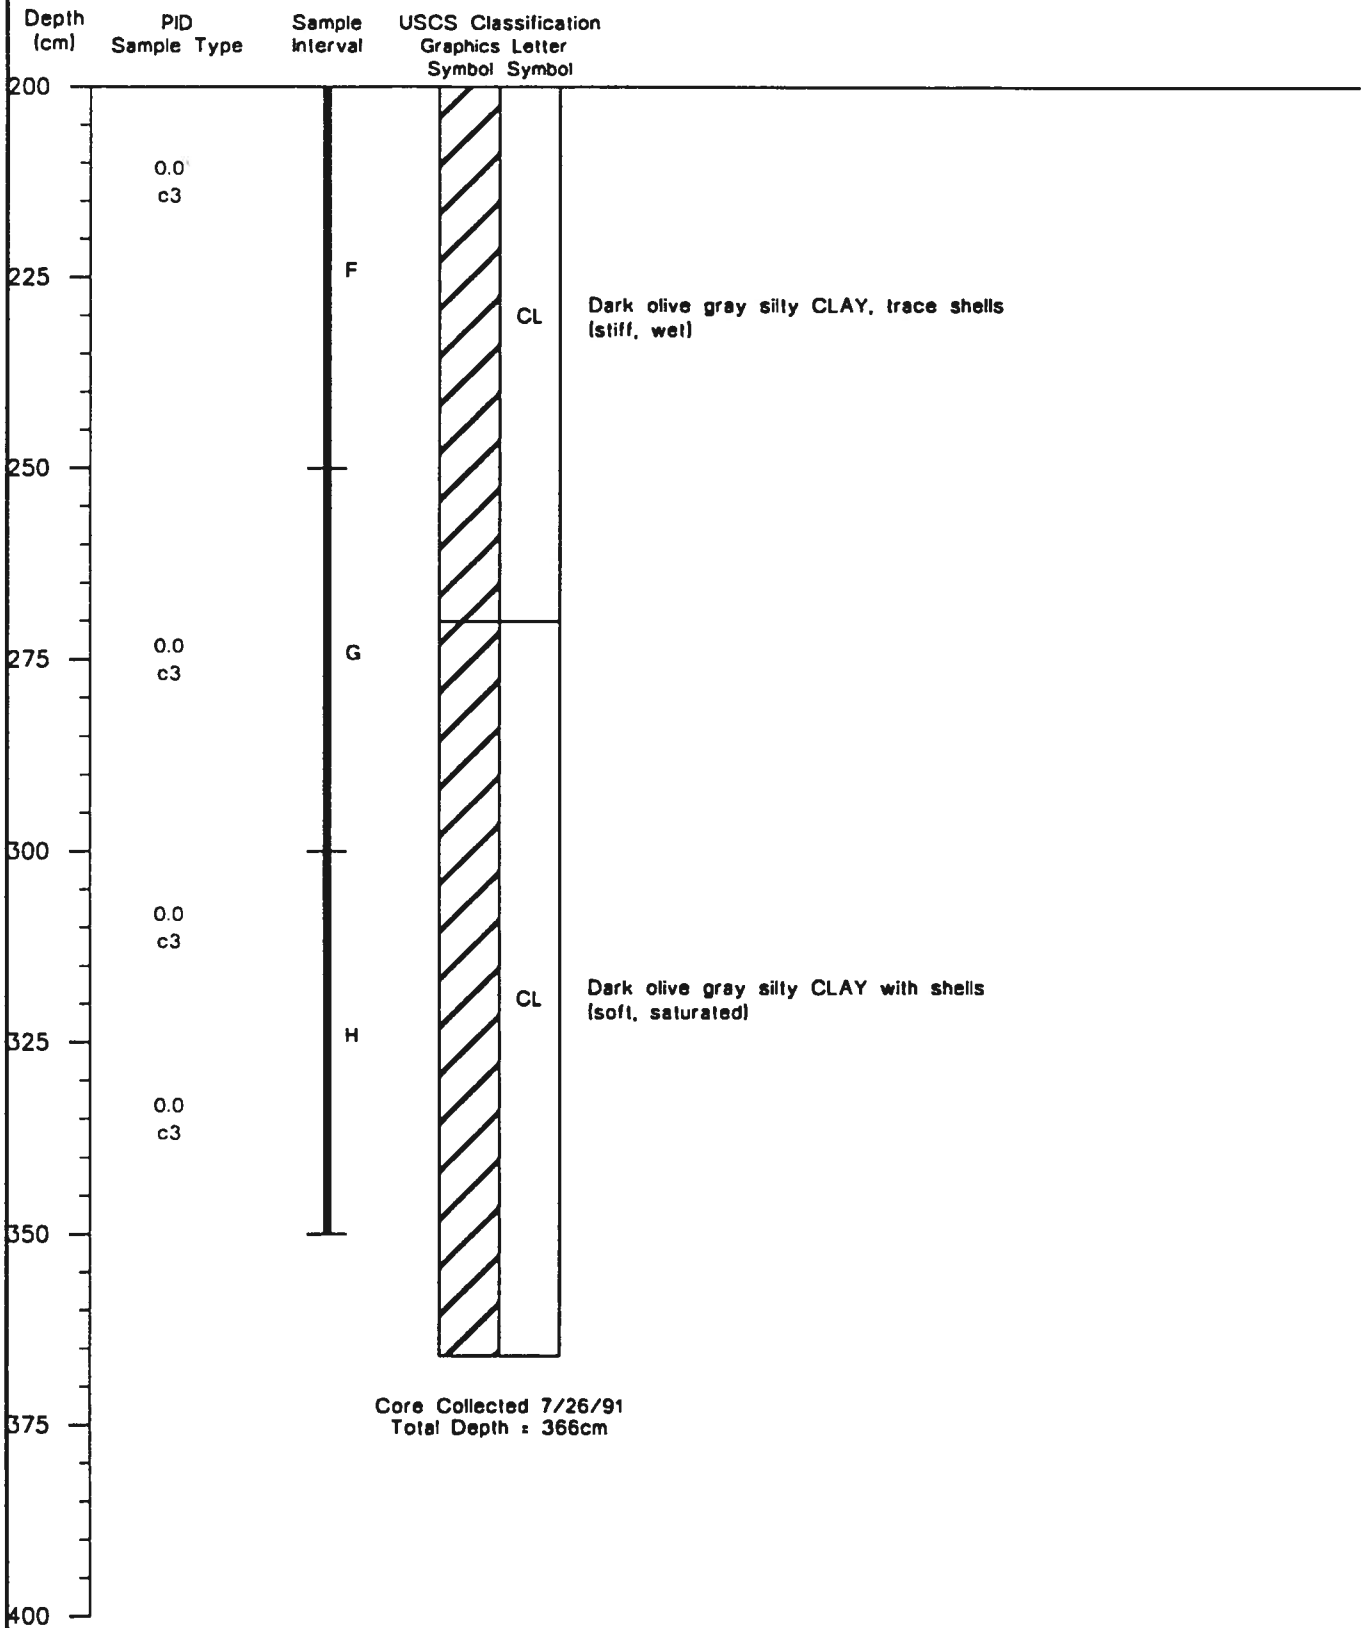 Depth
(cm)
PID
Sample Type
Sample
Interval
USCS Classification
Graphics Letter
Symbol Symbol
200
0.0
c3
F
225
CL
Dark olive gray silty CLAY, trace shells
(stiff, wet)
250
0.0
c3
G
275
300
0.0
c3
CL
Dark olive gray silty CLAY with shells
(soft, saturated)
H
325
0.0
c3
350
Core Collected 7/26/91
Total Depth = 366cm
375
400